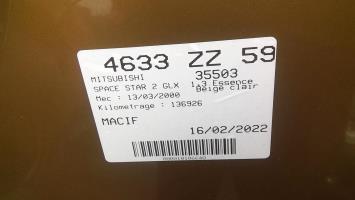 4633 ZZ 59
MITSUBISHI 35503
SPACE STAR 2 GLX 1.3 Essence
Mec : 13/03/2000 Beige clair
Kilometrage : 136926
MACIF
16/02/2022